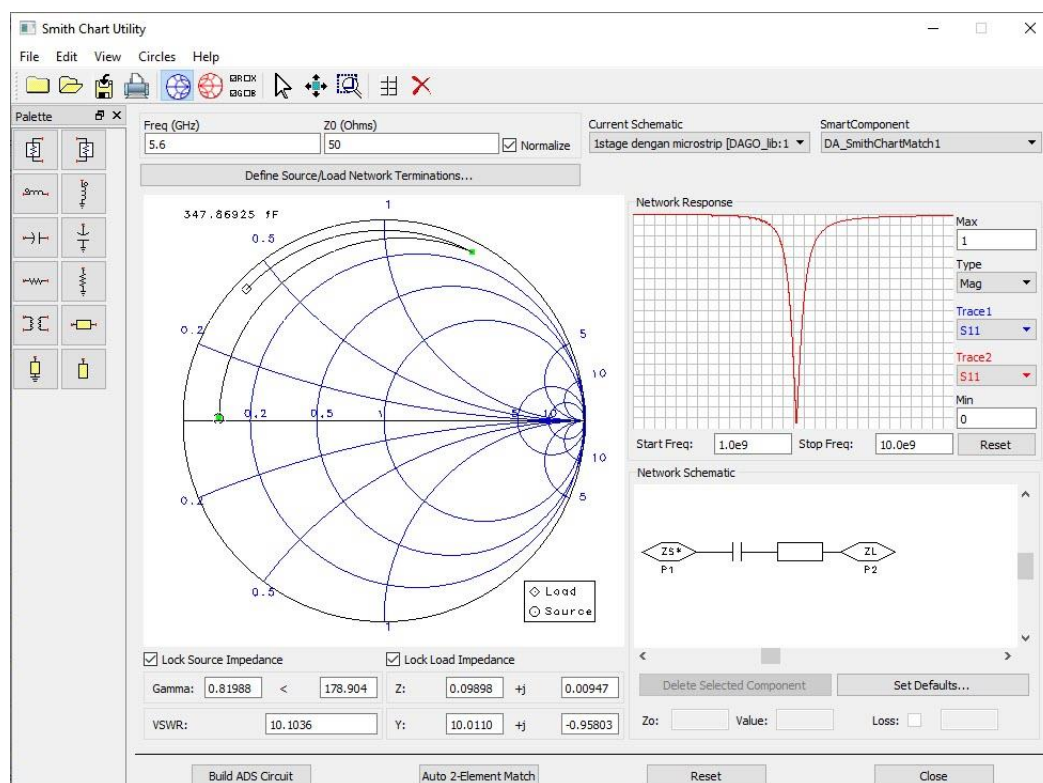 Smith Chart Utility
File Edit View Circles Help
Palette
Freq (GHz) Z0 (Ohms)
5.6 50 Normalize
Current Schematic SmartComponent
1stage dengan microstrip [DAGO_lib:1 DA_SmithChartMatch1
Define Source/Load Network Terminations...
347.86925 fF
1
0.5
0.2
5
10
0.2 0.5 1 5 10
10
5
0.2
0.5
1
Load
Source
Network Response
Max
1
Type
Mag
Trace1
S11
Trace2
S11
Min
0
Start Freq: 1.0e9 Stop Freq: 10.0e9 Reset
Network Schematic
ZS* ZL
P1 P2
Lock Source Impedance Lock Load Impedance
Gamma: 0.81988 < 178.904 Z: 0.09898 +j 0.00947
VSWR: 10.1036 Y: 10.0110 +j -0.95803
Delete Selected Component Set Defaults...
Zo: Value: Loss:
Build ADS Circuit Auto 2-Element Match Reset Close